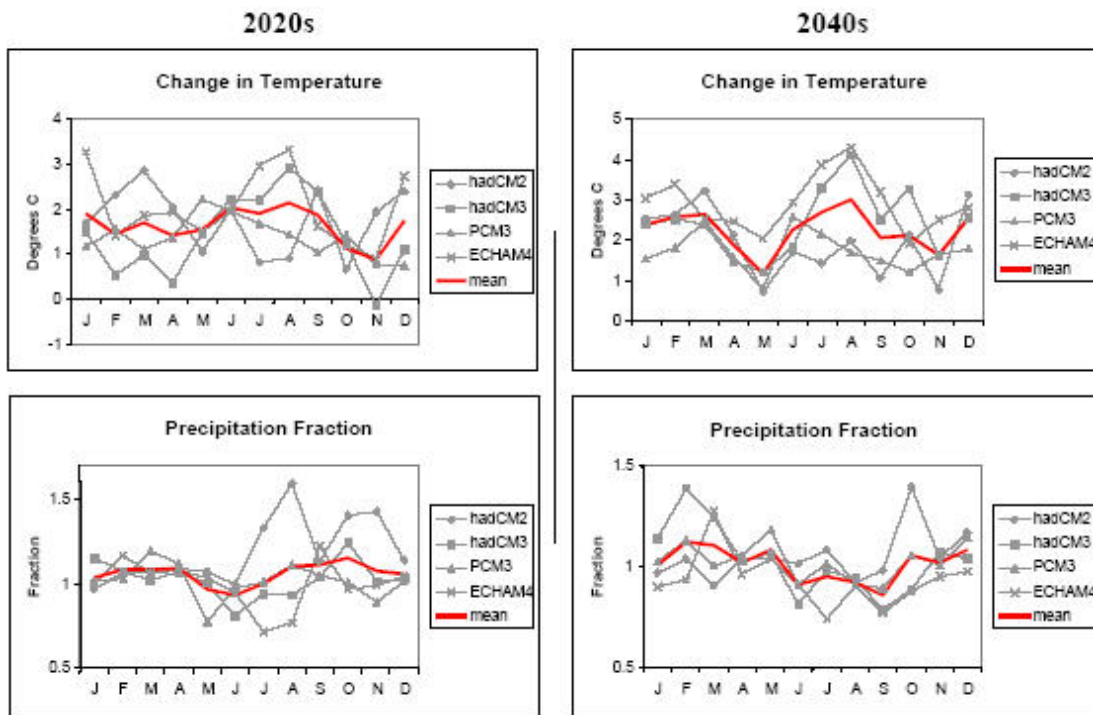 2020s
2040s
Change in Temperature
4
3
2
1
0
-1
Degrees C
J F M A M J J A S O N D
hadCM2
hadCM3
PCM3
ECHAM4
mean
Change in Temperature
5
4
3
2
1
0
Degrees C
J F M A M J J A S O N D
hadCM2
hadCM3
PCM3
ECHAM4
mean
Precipitation Fraction
1.5
1
0.5
Fraction
J F M A M J J A S O N D
hadCM2
hadCM3
PCM3
ECHAM4
mean
Precipitation Fraction
1.5
1
0.5
Fraction
J F M A M J J A S O N D
hadCM2
hadCM3
PCM3
ECHAM4
mean